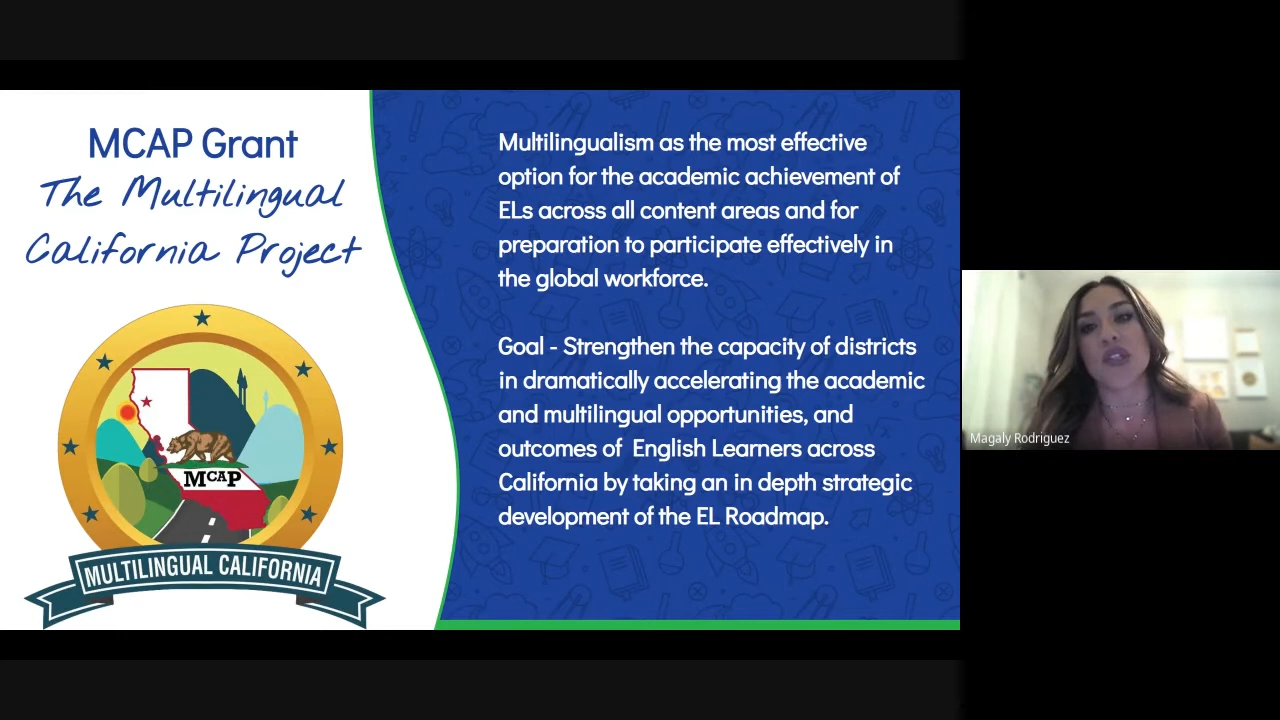 MCAP Grant
The Multilingual
California Project
MCAP
MULTILINGUAL CALIFORNIA
Multilingualism as the most effective
option for the academic achievement of
ELs across all content areas and for
preparation to participate effectively in
the global workforce.
Goal - Strengthen the capacity of districts
in dramatically accelerating the academic
and multilingual opportunities, and
outcomes of  English Learners across
California by taking an in depth strategic
development of the EL Roadmap.
Magaly Rodriguez